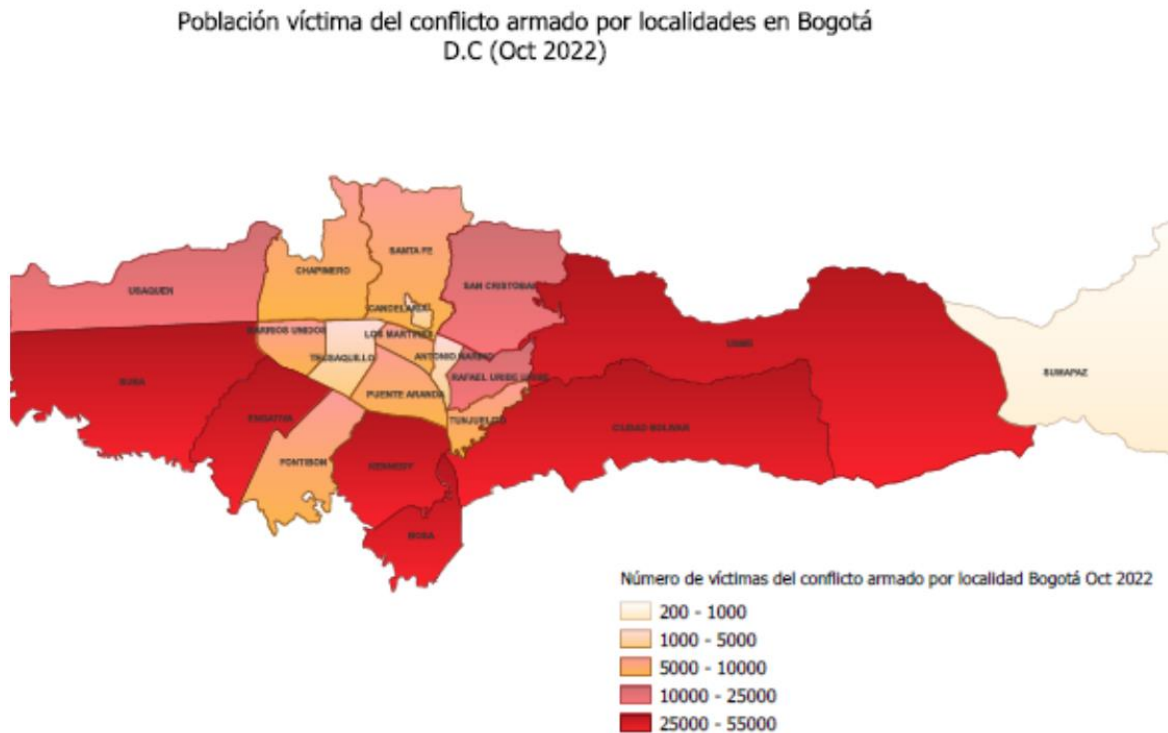 Población víctima del conflicto armado por localidades en Bogotá
D.C (Oct 2022)
SANTA FE
CHAPINERO
USAQUEN
SAN CRISTOBAL
CANDELARIA
BARRIOS UNIDOS
LOS MARTIRES
USME
TEUSAQUILLO
ANTONIO NARIÑO
SUMAPAZ
RAFAEL URIBE URIBE
SUBA
PUENTE ARANDA
ENGATIVA
TUNJUELITO
CIUDAD BOLIVAR
FONTIBON
KENNEDY
BOSA
Número de víctimas del conflicto armado por localidad Bogotá Oct 2022
200 - 1000
1000 - 5000
5000 - 10000
10000 - 25000
25000 - 55000